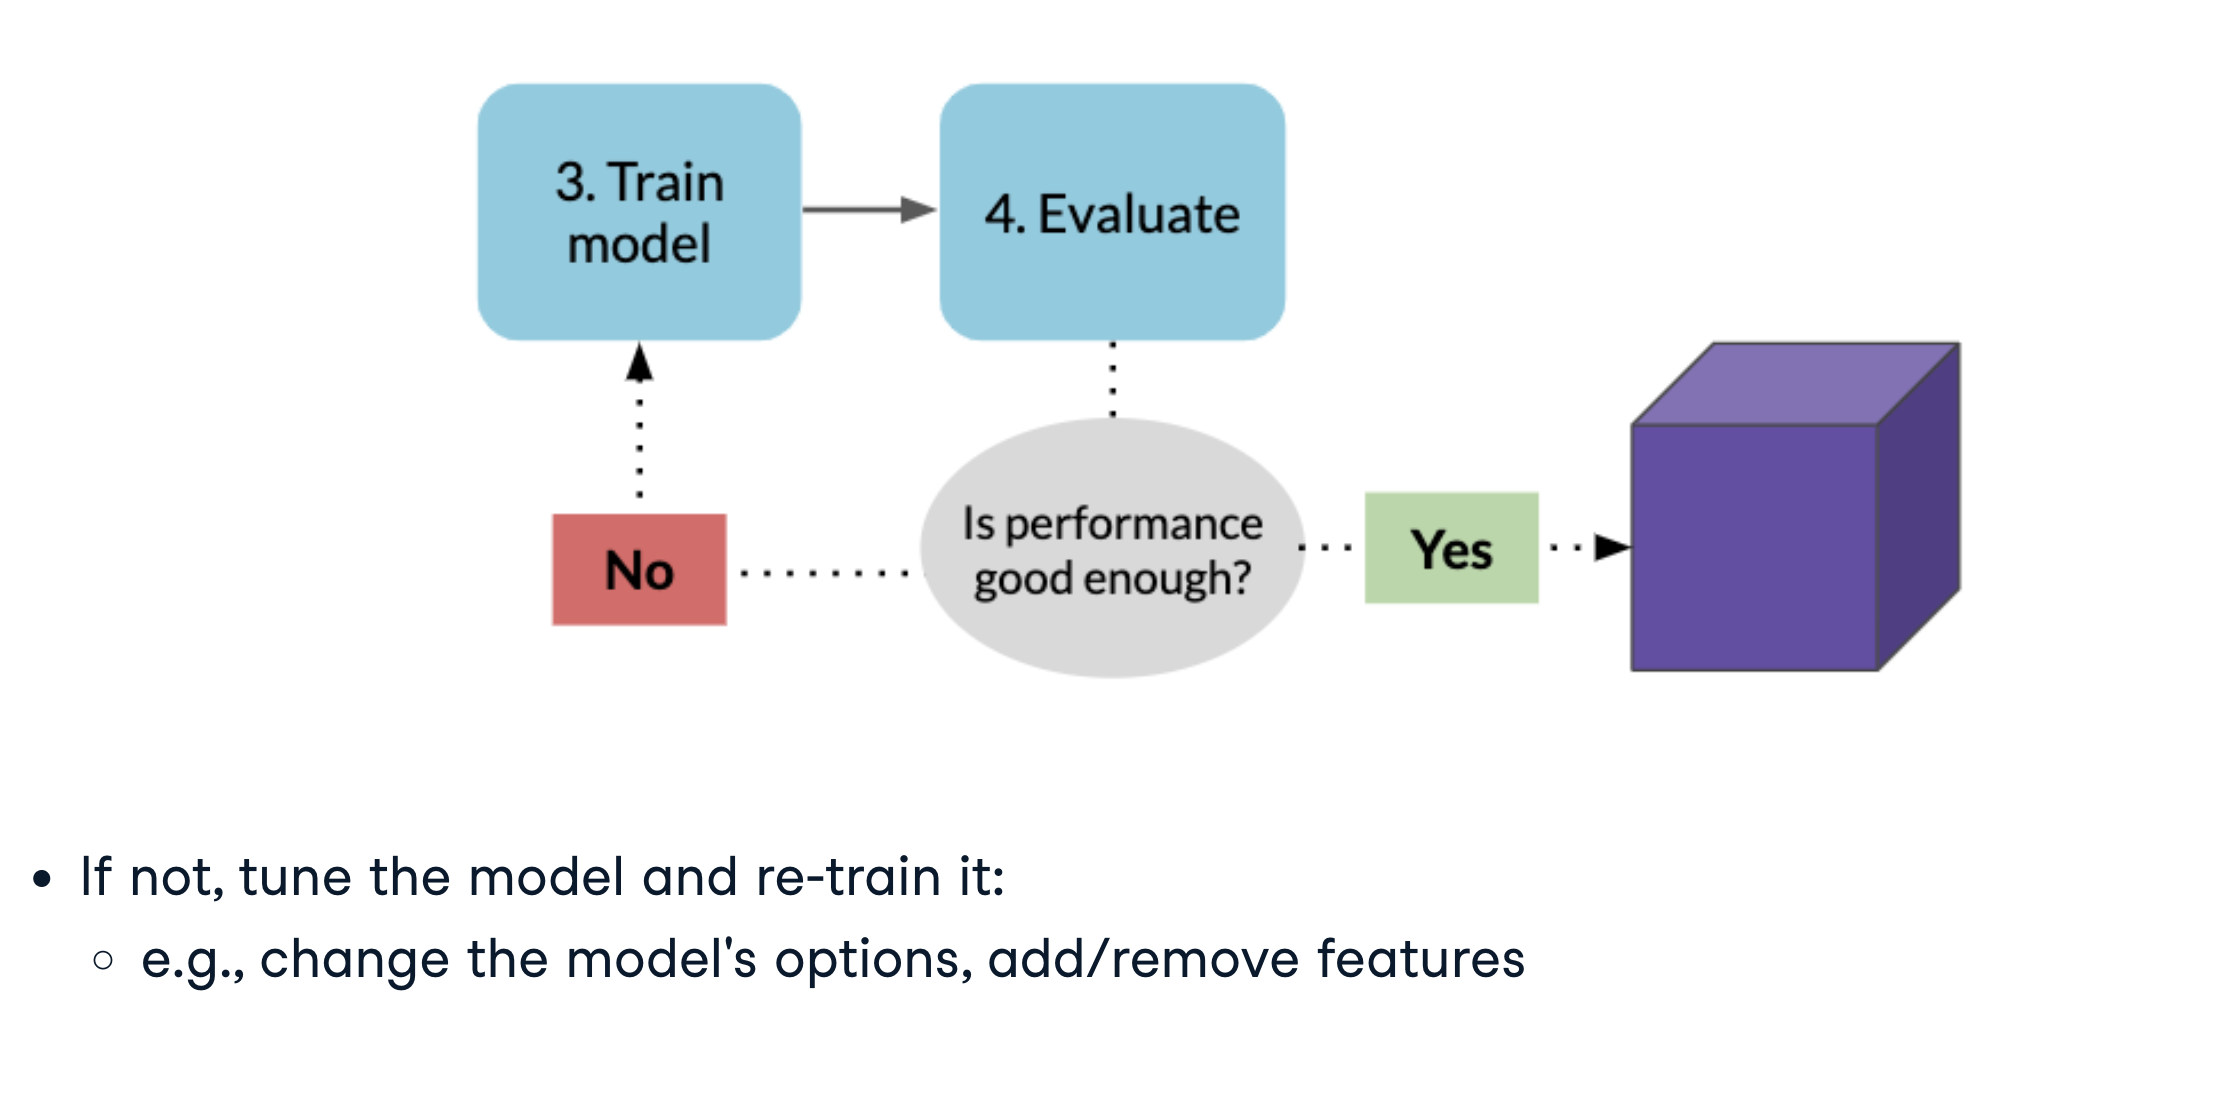 3. Train
model
4. Evaluate
Is performance
good enough?
No
Yes
• If not, tune the model and re-train it:
○ e.g., change the model's options, add/remove features